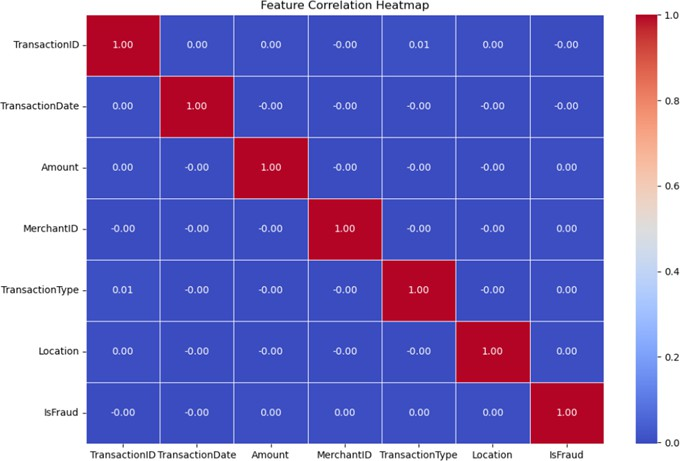 Feature Correlation Heatmap
TransactionID 1.00 0.00 0.00 -0.00 0.01 0.00 -0.00
TransactionDate 0.00 1.00 -0.00 -0.00 -0.00 -0.00 -0.00
Amount 0.00 -0.00 1.00 -0.00 -0.00 -0.00 0.00
MerchantID -0.00 -0.00 -0.00 1.00 -0.00 -0.00 0.00
TransactionType 0.01 -0.00 -0.00 -0.00 1.00 -0.00 0.00
Location 0.00 -0.00 -0.00 -0.00 -0.00 1.00 0.00
IsFraud -0.00 -0.00 0.00 0.00 0.00 0.00 1.00
TransactionID TransactionDate Amount MerchantID TransactionType Location IsFraud
1.0
0.8
0.6
0.4
0.2
0.0